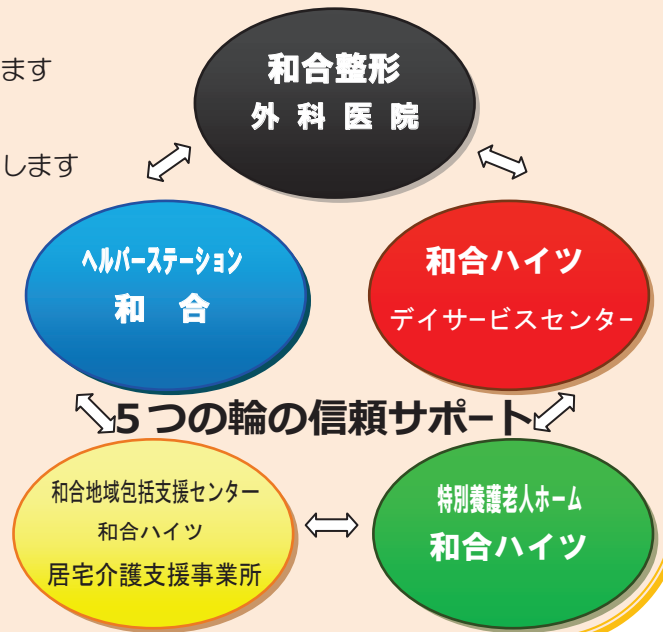 ます
します
和合整形
外科医院
ヘルパーステーション
和合
和合ハイツ
デイサービスセンター
5つの輪の信頼サポート
和合地域包括支援センター
和合ハイツ
居宅介護支援事業所
特別養護老人ホーム
和合ハイツ